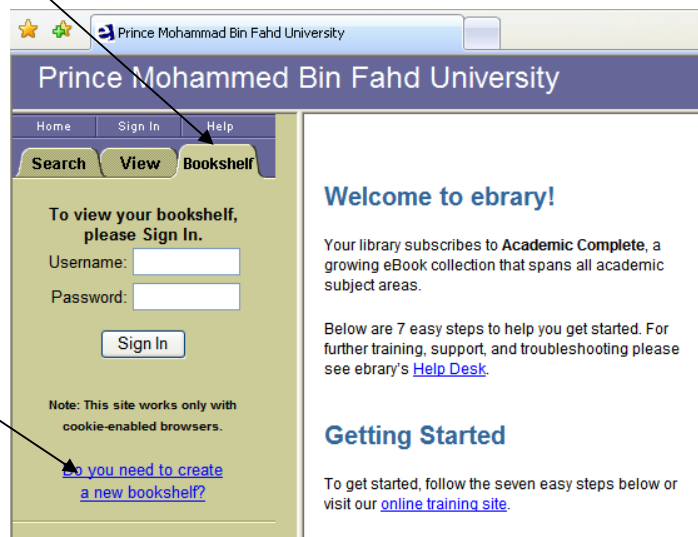 Prince Mohammad Bin Fahd University
Prince Mohammed Bin Fahd University
Home Sign In Help
Search View Bookshelf
To view your bookshelf,
please Sign In.
Username:
Password:
Sign In
Note: This site works only with
cookie-enabled browsers.
Do you need to create
a new bookshelf?
Welcome to ebrary!
Your library subscribes to Academic Complete, a
growing eBook collection that spans all academic
subject areas.
Below are 7 easy steps to help you get started. For
further training, support, and troubleshooting please
see ebrary's Help Desk.
Getting Started
To get started, follow the seven easy steps below or
visit our online training site.